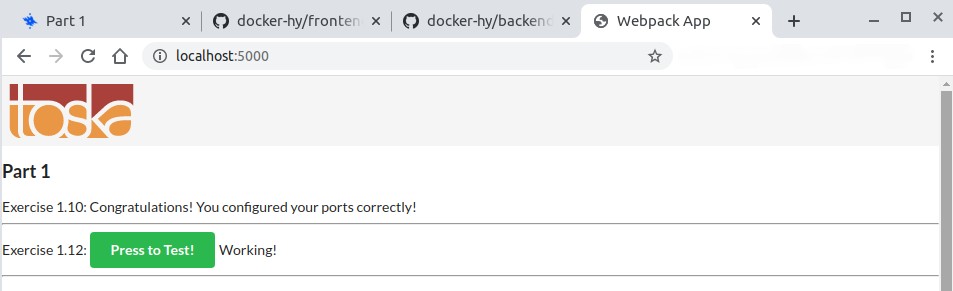 Part 1
docker-hy/fronten
docker-hy/backend
Webpack App
localhost:5000
toska
Part 1
Exercise 1.10: Congratulations! You configured your ports correctly!
Exercise 1.12: Press to Test! Working!